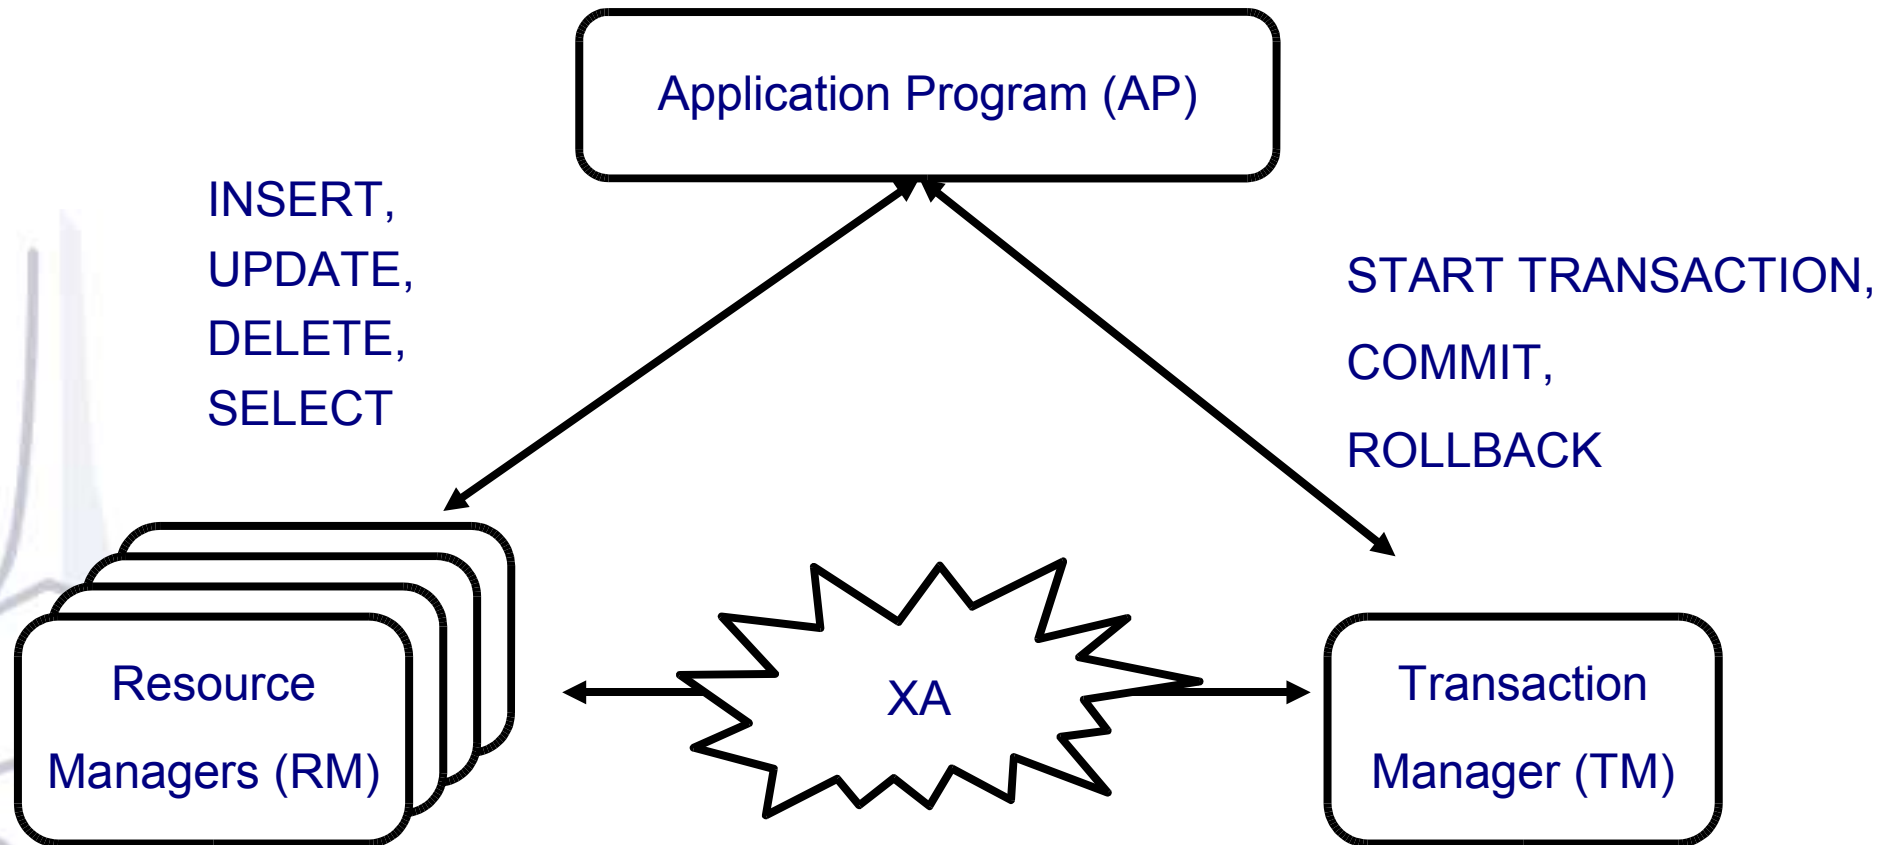 Application Program (AP)
INSERT,
UPDATE,
DELETE,
SELECT
START TRANSACTION,
COMMIT,
ROLLBACK
Resource
Managers (RM)
XA
Transaction
Manager (TM)